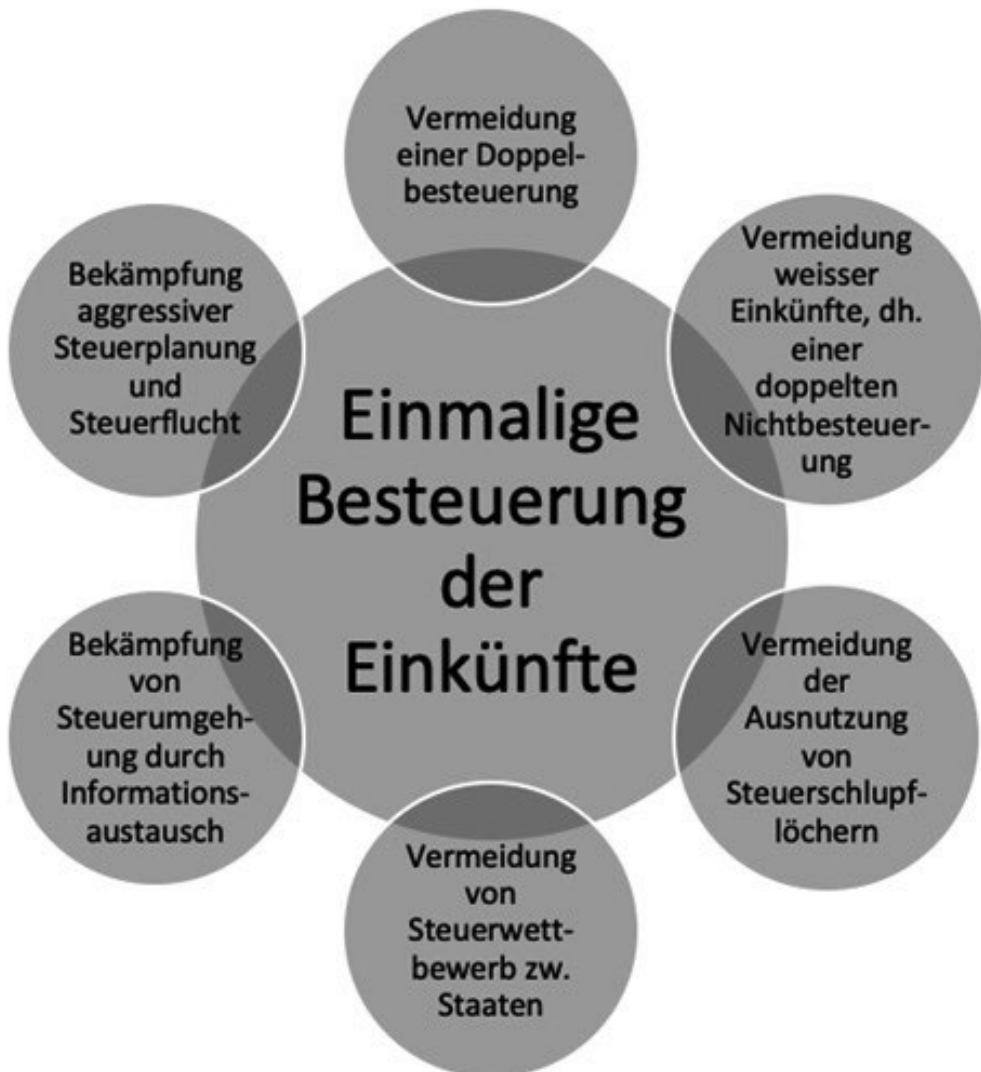 Vermeidung
einer Doppel-
besteuerung
Vermeidung
weisser
Einkünfte, dh.
einer
doppelten
Nichtbesteuer-
ung
Bekämpfung
aggressiver
Steuerplanung
und
Steuerflucht
Einmalige
Besteuerung
der
Einkünfte
Bekämpfung
von
Steuerumgeh-
ung durch
Informations-
austausch
Vermeidung
der
Ausnutzung
von
Steuerschlupf-
löchern
Vermeidung
von
Steuerwett-
bewerb zw.
Staaten